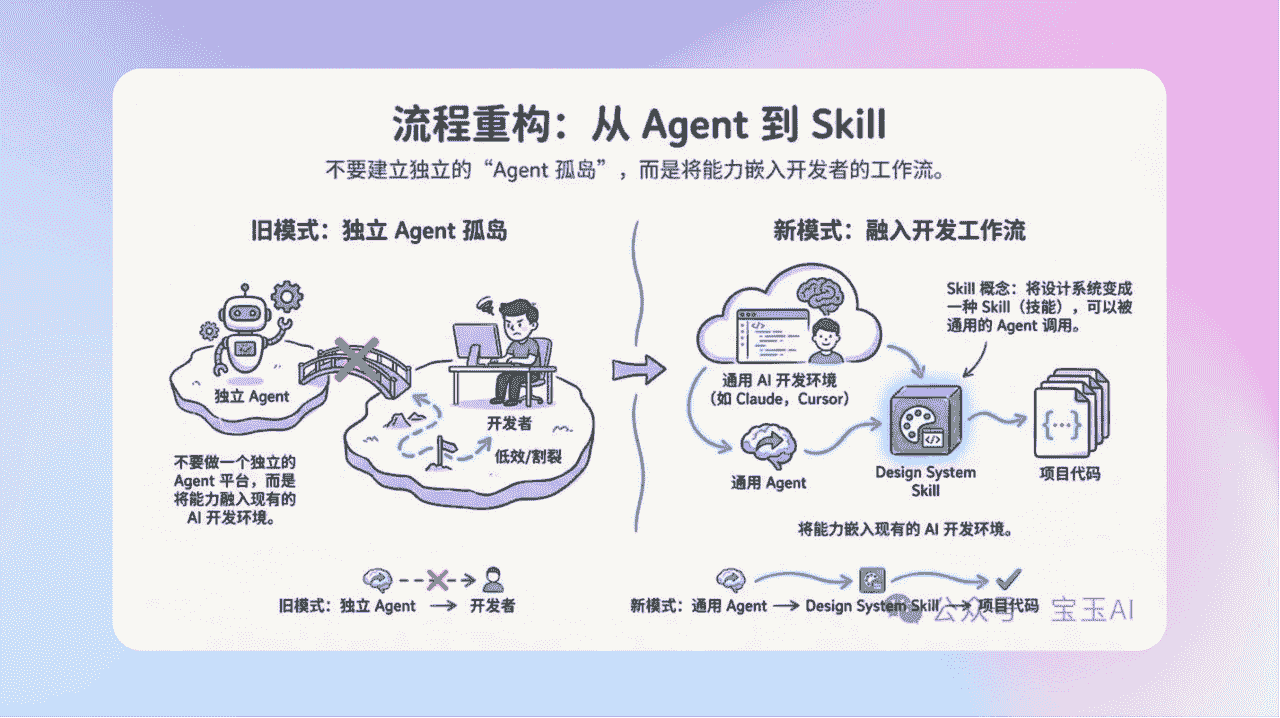 流程重构：从 Agent 到 Skill
不要建立独立的“Agent 孤岛”，而是将能力嵌入开发者的工作流。
旧模式：独立 Agent 孤岛
独立 Agent
开发者
低效/割裂
不要做一个独立的
Agent 平台，而是
将能力融入现有的
AI 开发环境。
旧模式：独立 Agent → 开发者
新模式：融入开发工作流
Skill 概念：将设计系统变成
一种 Skill（技能），可以被
通用的 Agent 调用。
</>
通用 AI 开发环境
（如 Claude，Cursor）
通用 Agent
</>
Design System
Skill
{...}
项目代码
将能力嵌入现有的 AI 开发环境。
新模式：通用 Agent → Design System Skill → 项目代码
公众号 · 宝玉AI